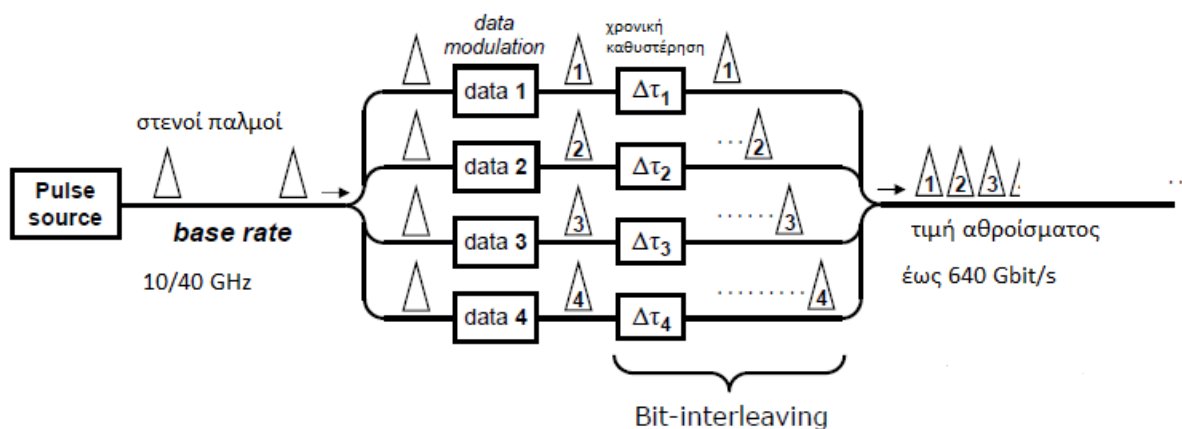 data
modulation
χρονική
καθυστέρηση
1
data 1
1
Δτ1
στενοί παλμοί
2
data 2
2
Δτ2
Pulse
source
base rate
10/40 GHz
3
data 3
3
Δτ3
4
data 4
4
Δτ4
1 2 3
τιμή αθροίσματος
έως 640 Gbit/s
Bit-interleaving